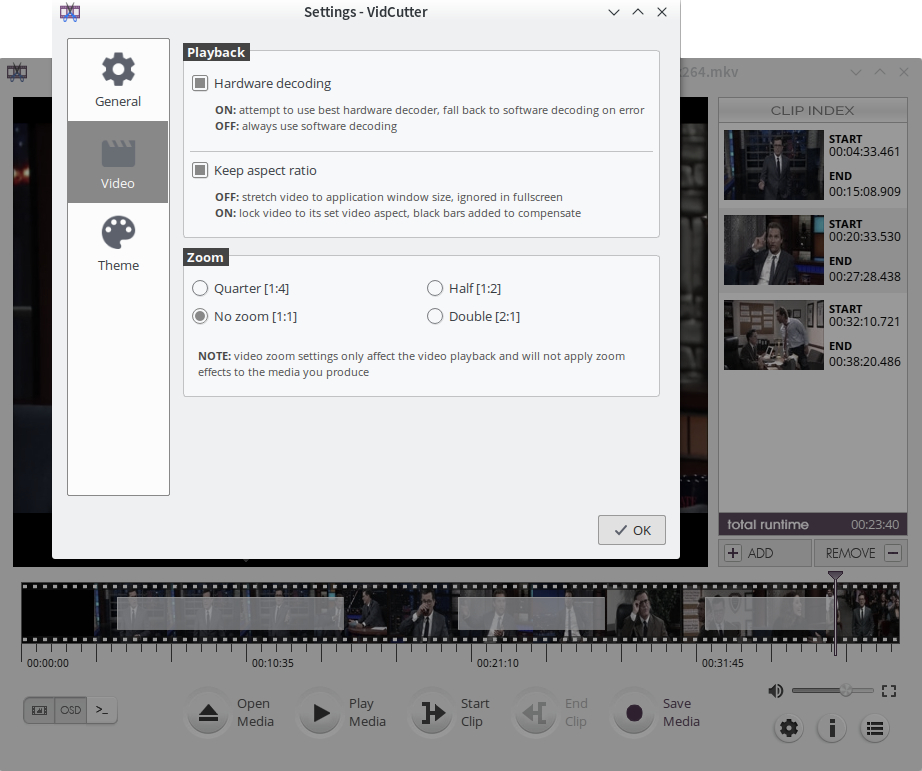 Settings - VidCutter
264.mkv
General
Video
Theme
Playback
Hardware decoding
ON: attempt to use best hardware decoder, fall back to software decoding on error
OFF: always use software decoding
Keep aspect ratio
OFF: stretch video to application window size, ignored in fullscreen
ON: lock video to its set video aspect, black bars added to compensate
Zoom
Quarter [1:4]
Half [1:2]
No zoom [1:1]
Double [2:1]
NOTE: video zoom settings only affect the video playback and will not apply zoom
effects to the media you produce
OK
CLIP INDEX
START
00:04:33.461
END
00:15:08.909
START
00:20:33.530
END
00:27:28.438
START
00:32:10.721
END
00:38:20.486
total runtime 00:23:40
ADD
REMOVE
00:00:00
00:10:35
00:21:10
00:31:45
OSD
>_
Open
Media
Play
Media
Start
Clip
End
Clip
Save
Media